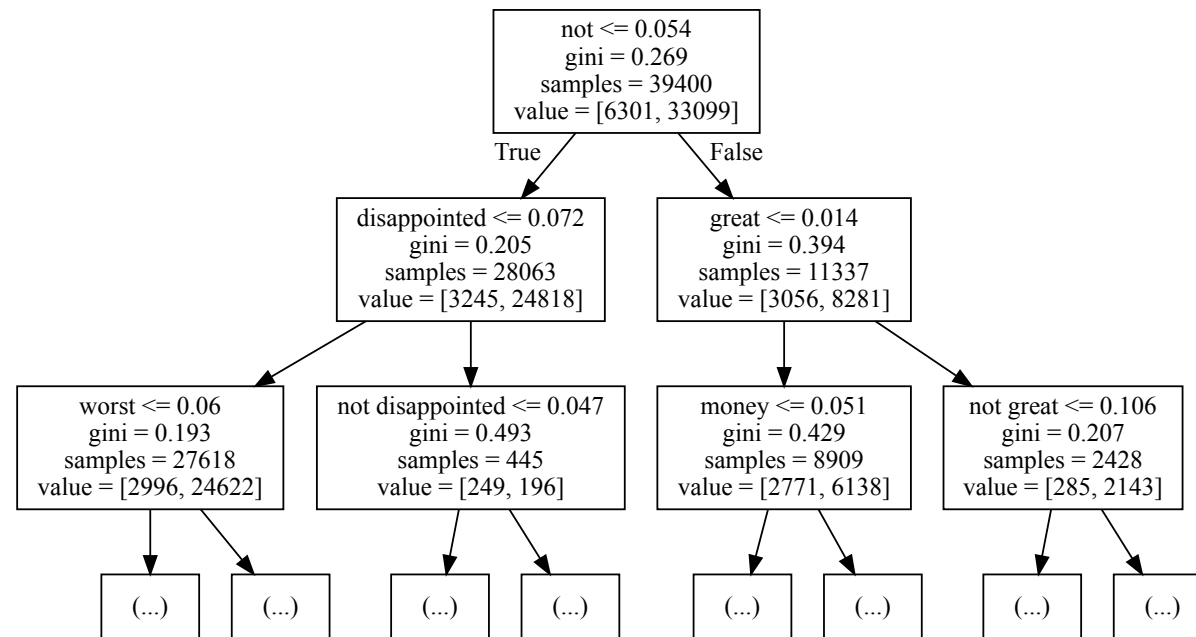 not <= 0.054
gini = 0.269
samples = 39400
value = [6301, 33099]
True
False
disappointed <= 0.072
gini = 0.205
samples = 28063
value = [3245, 24818]
great <= 0.014
gini = 0.394
samples = 11337
value = [3056, 8281]
worst <= 0.06
gini = 0.193
samples = 27618
value = [2996, 24622]
not disappointed <= 0.047
gini = 0.493
samples = 445
value = [249, 196]
money <= 0.051
gini = 0.429
samples = 8909
value = [2771, 6138]
not great <= 0.106
gini = 0.207
samples = 2428
value = [285, 2143]
(...)
(...)
(...)
(...)
(...)
(...)
(...)
(...)